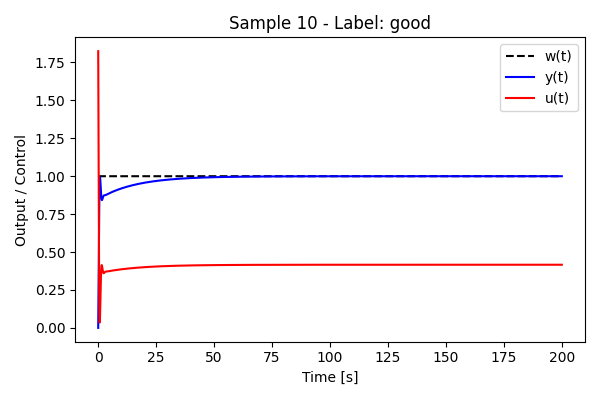 Sample 10 - Label: good
w(t)
y(t)
u(t)
Output / Control
1.75
1.50
1.25
1.00
0.75
0.50
0.25
0.00
0 25 50 75 100 125 150 175 200
Time [s]